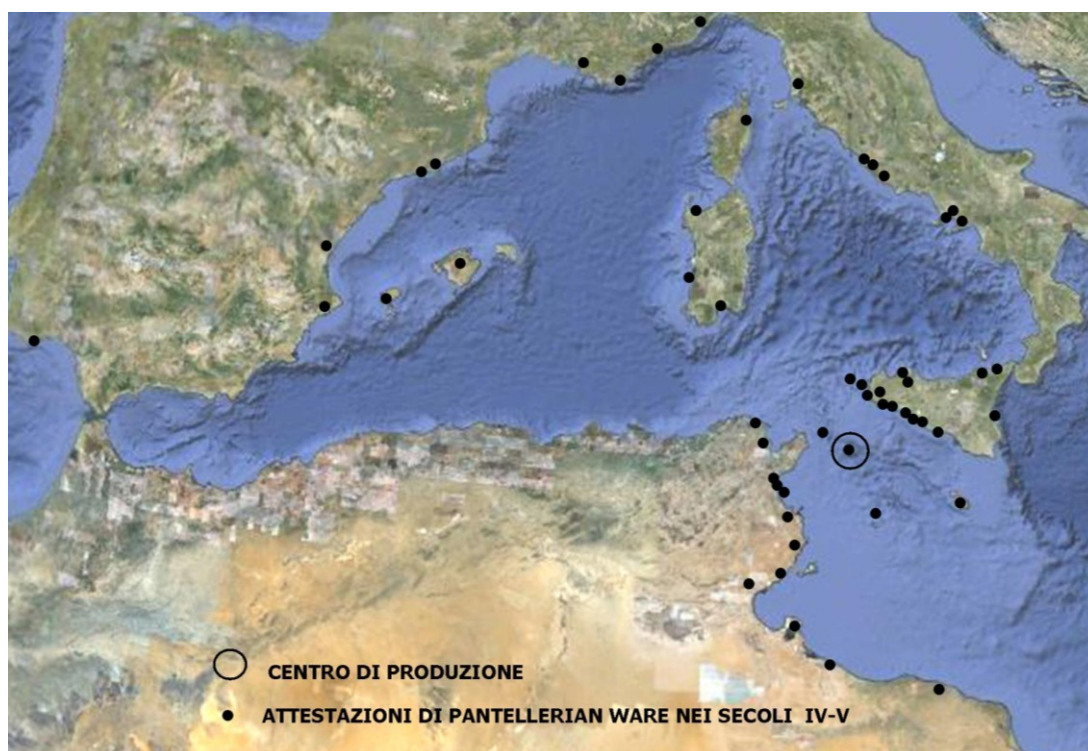 CENTRO DI PRODUZIONE
ATTESTAZIONI DI PANTELLERIAN WARE NEI SECOLI IV-V